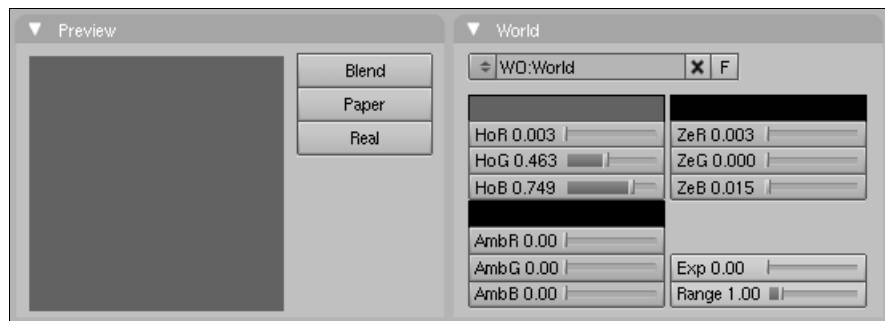 Preview
Blend
Paper
Real
World
WO:World
F
HoR 0.003
HoG 0.463
HoB 0.749
ZeR 0.003
ZeG 0.000
ZeB 0.015
AmbR 0.00
AmbG 0.00
AmbB 0.00
Exp 0.00
Range 1.00